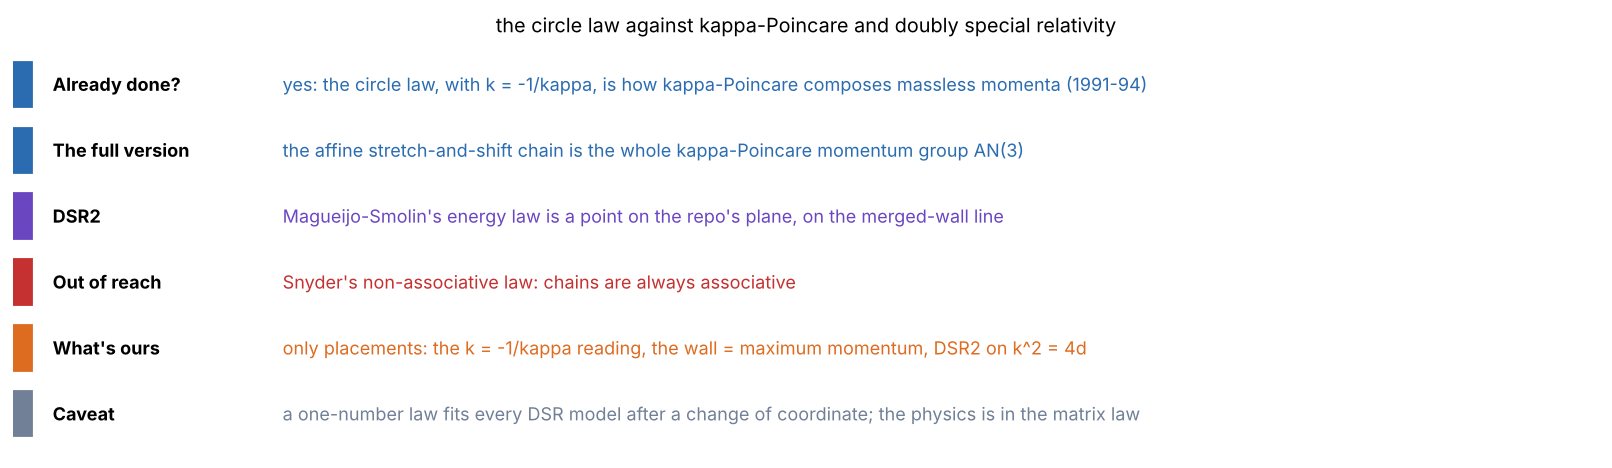 the circle law against kappa-Poincare and doubly special relativity
Already done? yes: the circle law, with k = -1/kappa, is how kappa-Poincare composes massless momenta (1991-94)
The full version the affine stretch-and-shift chain is the whole kappa-Poincare momentum group AN(3)
DSR2 Magueijo-Smolin's energy law is a point on the repo's plane, on the merged-wall line
Out of reach Snyder's non-associative law: chains are always associative
What's ours only placements: the k = -1/kappa reading, the wall = maximum momentum, DSR2 on k^2 = 4d
Caveat a one-number law fits every DSR model after a change of coordinate; the physics is in the matrix law